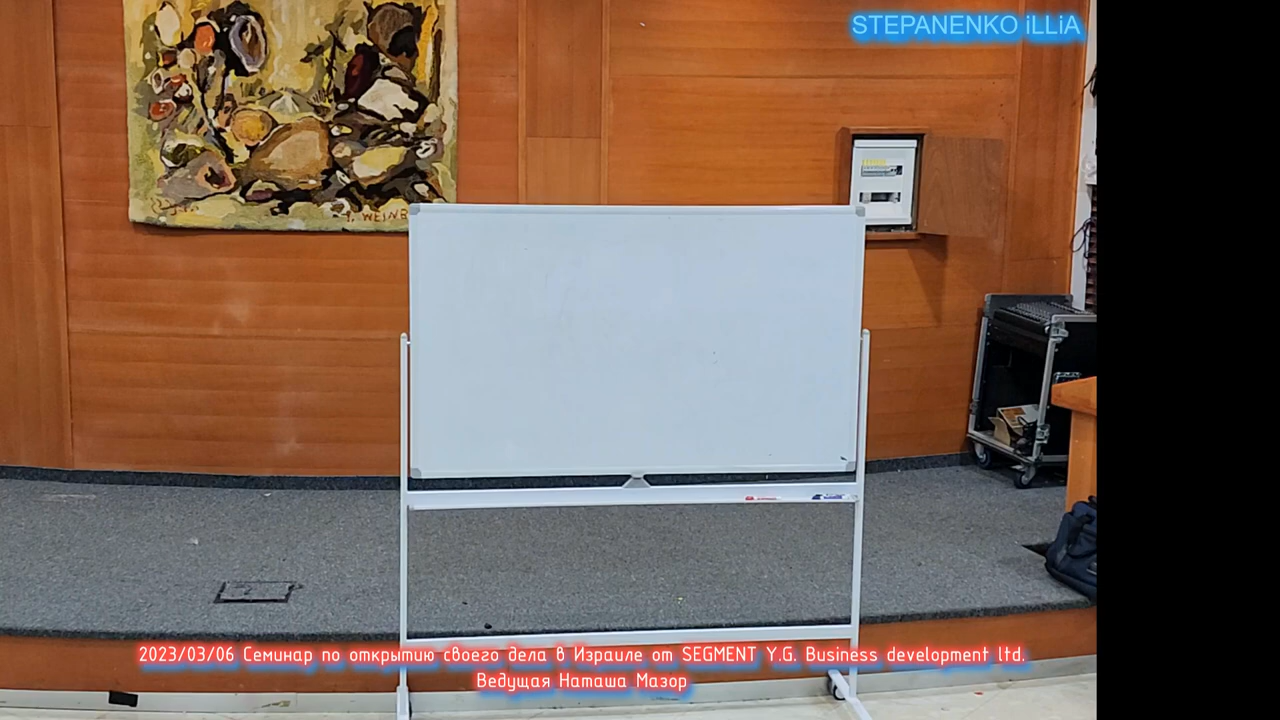 STEPANENKO iLLiA
2023/03/06 Семинар по открытию своего дела в Израиле от SEGMENT Y.G. Business development ltd.
Ведущая Наташа Мазор